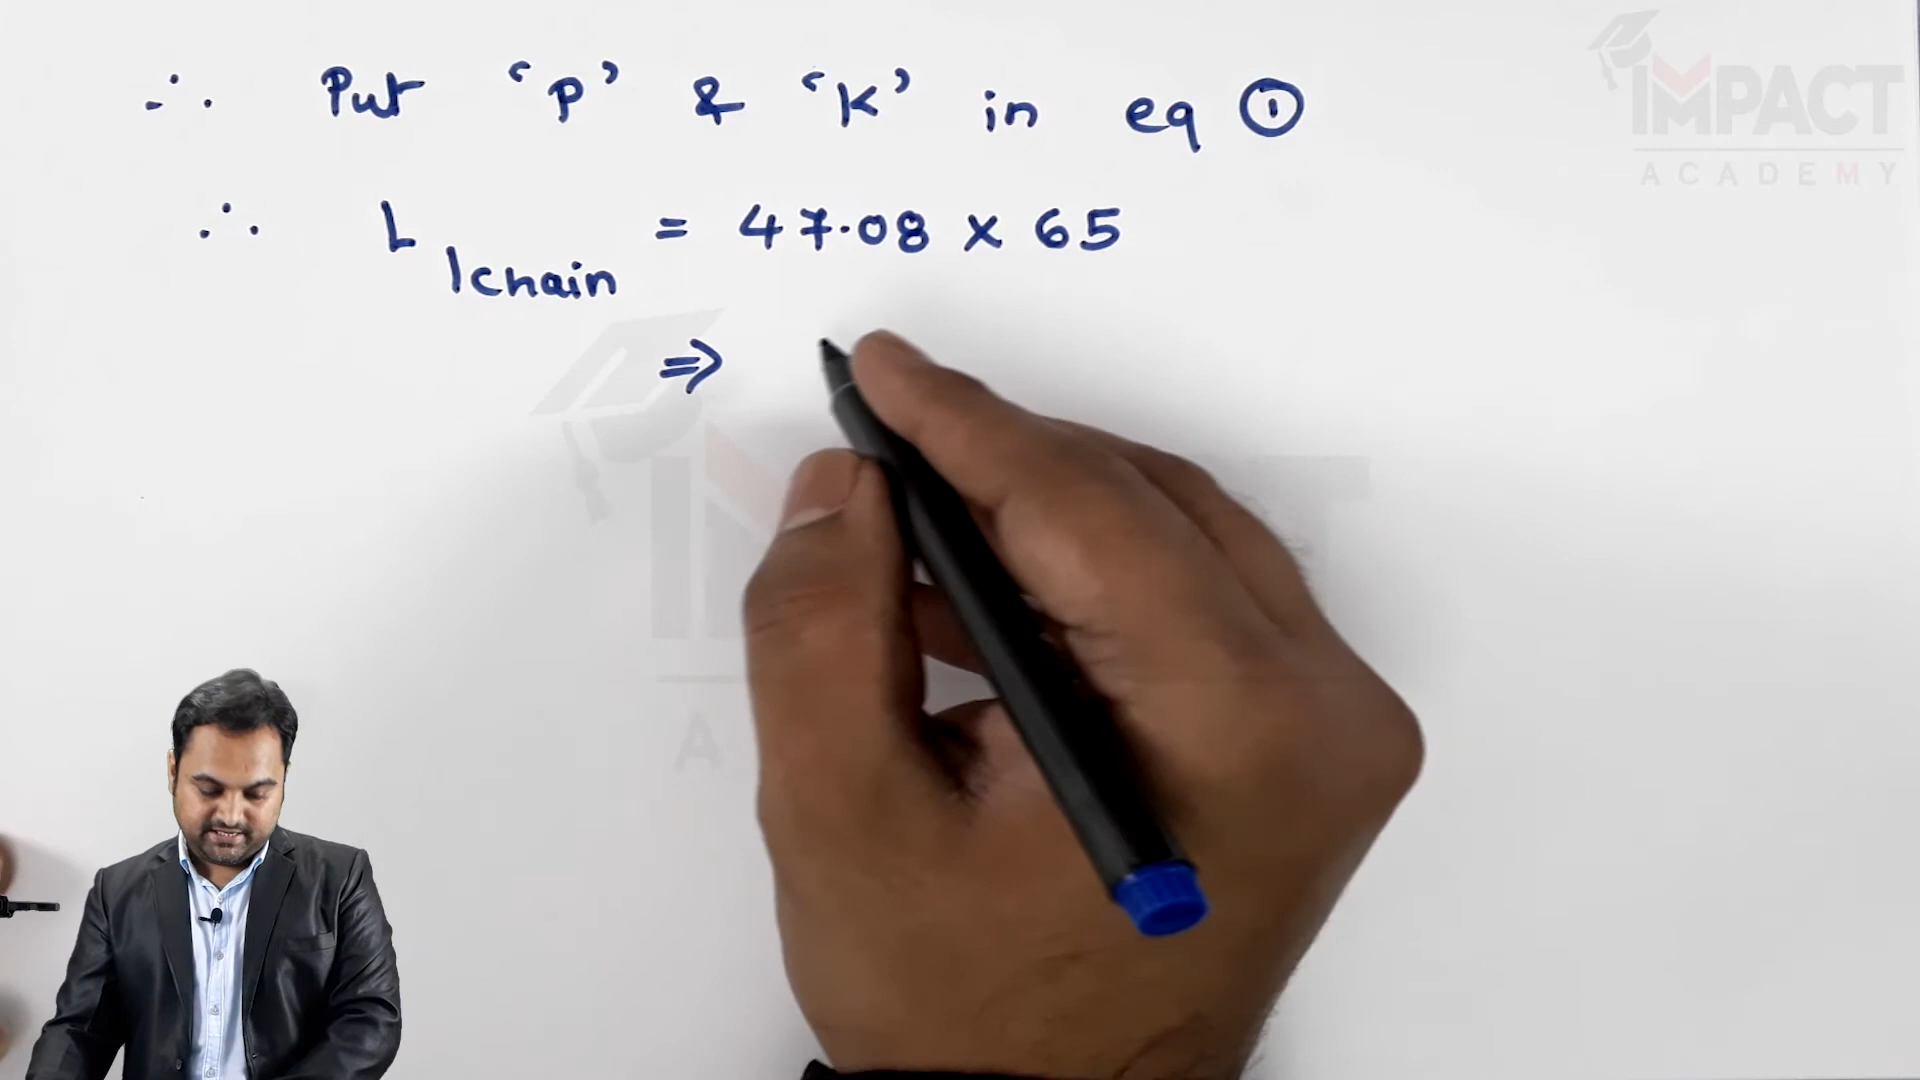 ∴ Put 'P' & 'K' in eq ①
∴ L 1chain = 47.08 × 65
⇒
IMPACT
ACADEMY